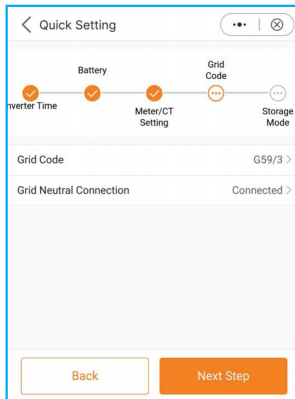 Quick Setting
Battery
Grid
Code
nverter Time
Meter/CT
Setting
Storage
Mode
Grid Code G59/3
Grid Neutral Connection Connected
Back Next Step